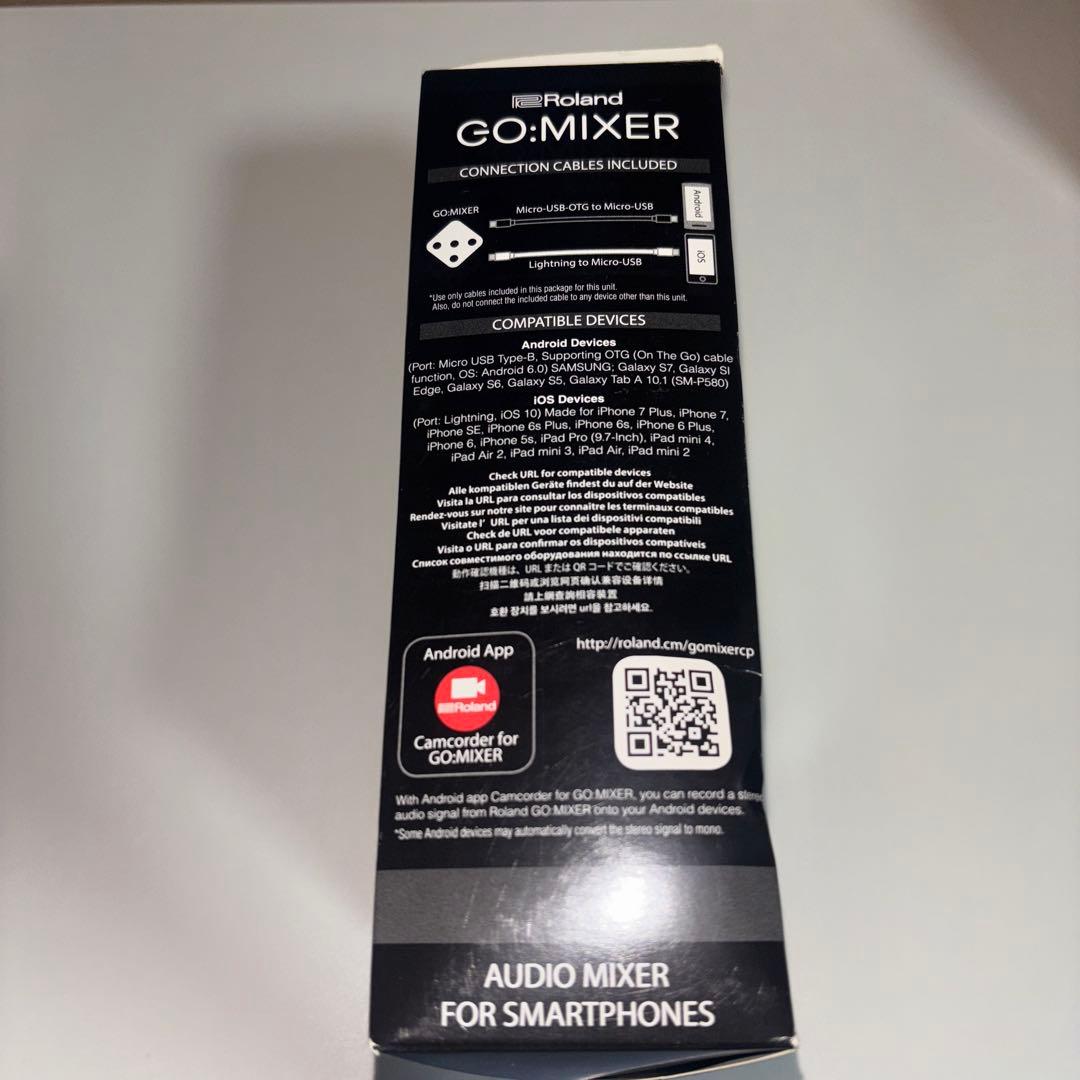 Roland
GO:MIXER
CONNECTION CABLES INCLUDED
GO:MIXER
Micro-USB-OTG to Micro-USB
Android
Lightning to Micro-USB
iOS
*Use only cables included in this package for this unit.
Also, do not connect the included cable to any device other than this unit.
COMPATIBLE DEVICES
Android Devices
(Port: Micro USB Type-B, Supporting OTG (On The Go) cable
function, OS: Android 6.0) SAMSUNG; Galaxy S7, Galaxy S
Edge, Galaxy S6, Galaxy S5, Galaxy Tab A 10.1 (SM-P580)
iOS Devices
(Port: Lightning, iOS 10) Made for iPhone 7 Plus, iPhone 7,
iPhone SE, iPhone 6s Plus, iPhone 6s, iPhone 6 Plus,
iPhone 6, iPhone 5s, iPad Pro (9.7-Inch), iPad mini 4,
iPad Air 2, iPad mini 3, iPad Air, iPad mini 2
Check URL for compatible devices
Alle kompatiblen Geräte findest du auf der Website
Visita la URL para consultar los dispositivos compatibles
Rendez-vous sur notre site pour connaître les terminaux compatibles
Visitate l' URL per una lista dei dispositivi compatibili
Check de URL voor compatibele apparaten
Visita o URL para confirmar os dispositivos compatíveis
Список совместимого оборудования находится по ссылке URL
動作確認機種は、URL または QR コードでご確認ください。
扫描二维码或浏览网页确认兼容设备详情
請上網查詢相容裝置
호환 장치를 보시려면 url을 참고하세요.
Android App
Roland
Camcorder for
GO:MIXER
http://roland.cm/gomixercp
With Android app Camcorder for GO:MIXER, you can record a stereo
audio signal from Roland GO:MIXER onto your Android devices.
*Some Android devices may automatically convert the stereo signal to mono.
AUDIO MIXER
FOR SMARTPHONES